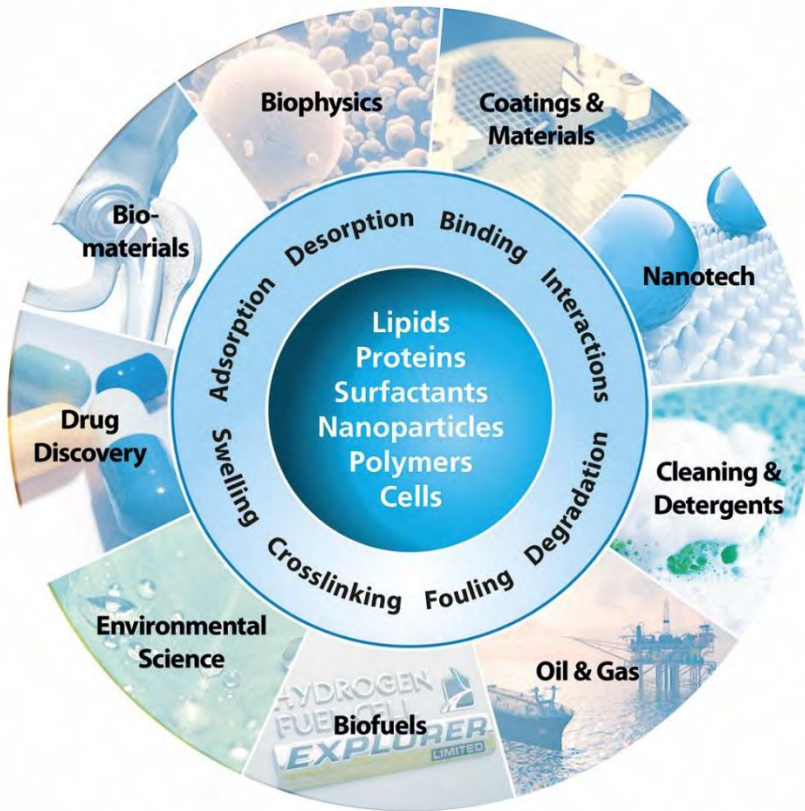 Biophysics
Coatings &
Materials
Nanotech
Cleaning &
Detergents
Oil & Gas
HYDROGEN
FUEL CELL
EXPLORER
LIMITED
Biofuels
Environmental
Science
Drug
Discovery
Bio-
materials
Adsorption
Desorption
Binding
Interactions
Degradation
Fouling
Crosslinking
Swelling
Lipids
Proteins
Surfactants
Nanoparticles
Polymers
Cells